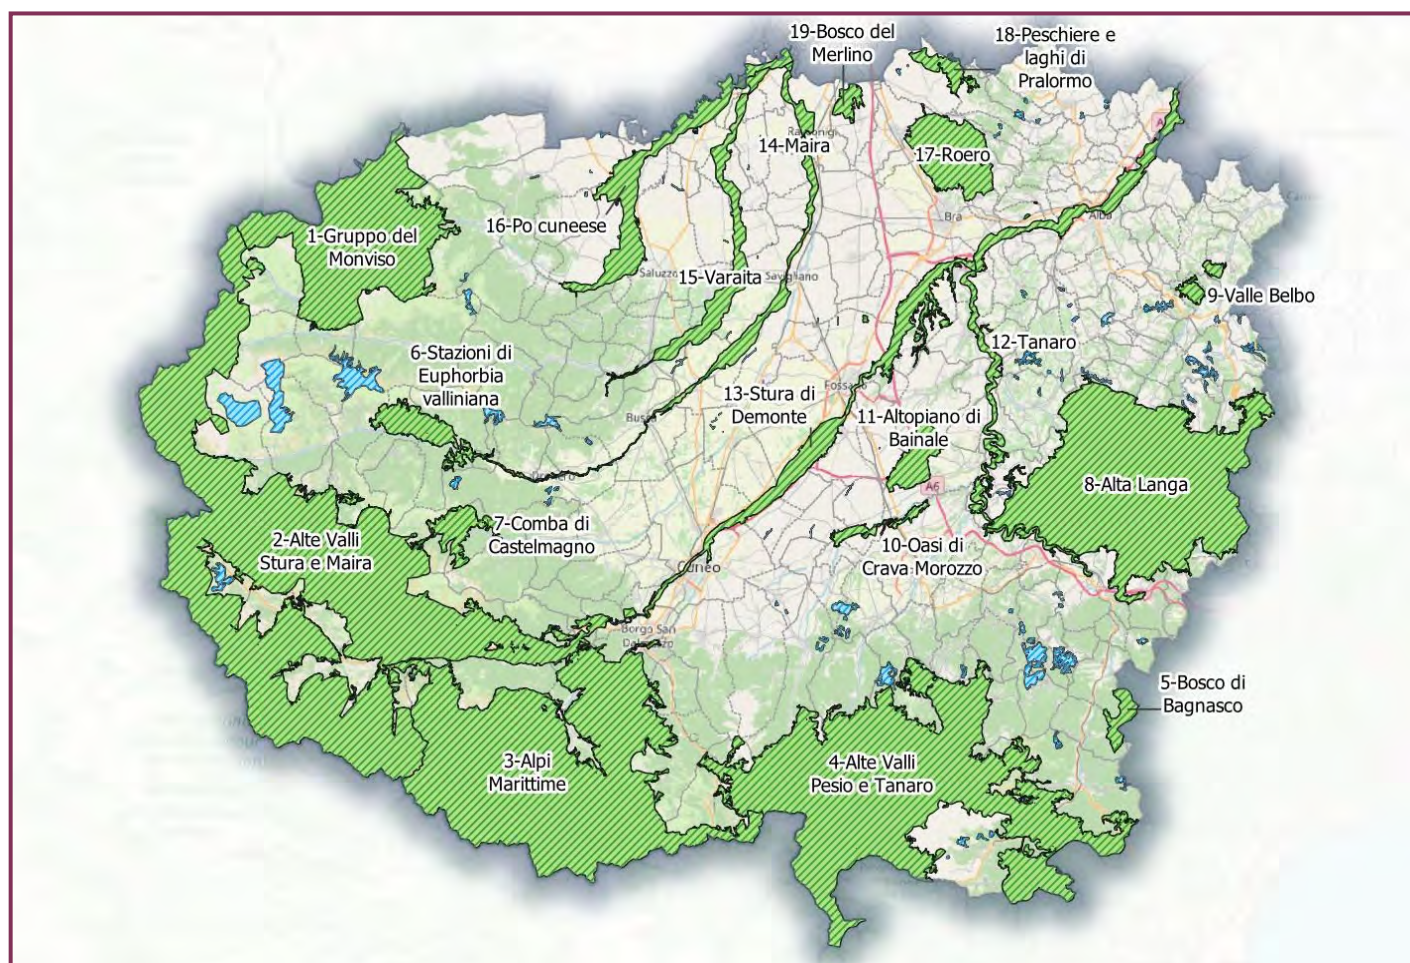 19-Bosco del
Merlino
18-Peschiere e
laghi di
Pralormo
14-Maira
17-Roero
Bra
Alba
16-Po cuneese
1-Gruppo del
Monviso
Saluzzo
15-Varaita
Savigliano
9-Valle Belbo
12-Tanaro
6-Stazioni di
Euphorbia
valliniana
Busca
13-Stura di
Demonte
Fossano
11-Altopiano di
Bainale
A6
8-Alta Langa
7-Comba di
Castelmagno
2-Alte Valli
Stura e Maira
10-Oasi di
Crava Morozzo
Cuneo
Borgo San
Dalmazzo
5-Bosco di
Bagnasco
3-Alpi
Marittime
4-Alte Valli
Pesio e Tanaro